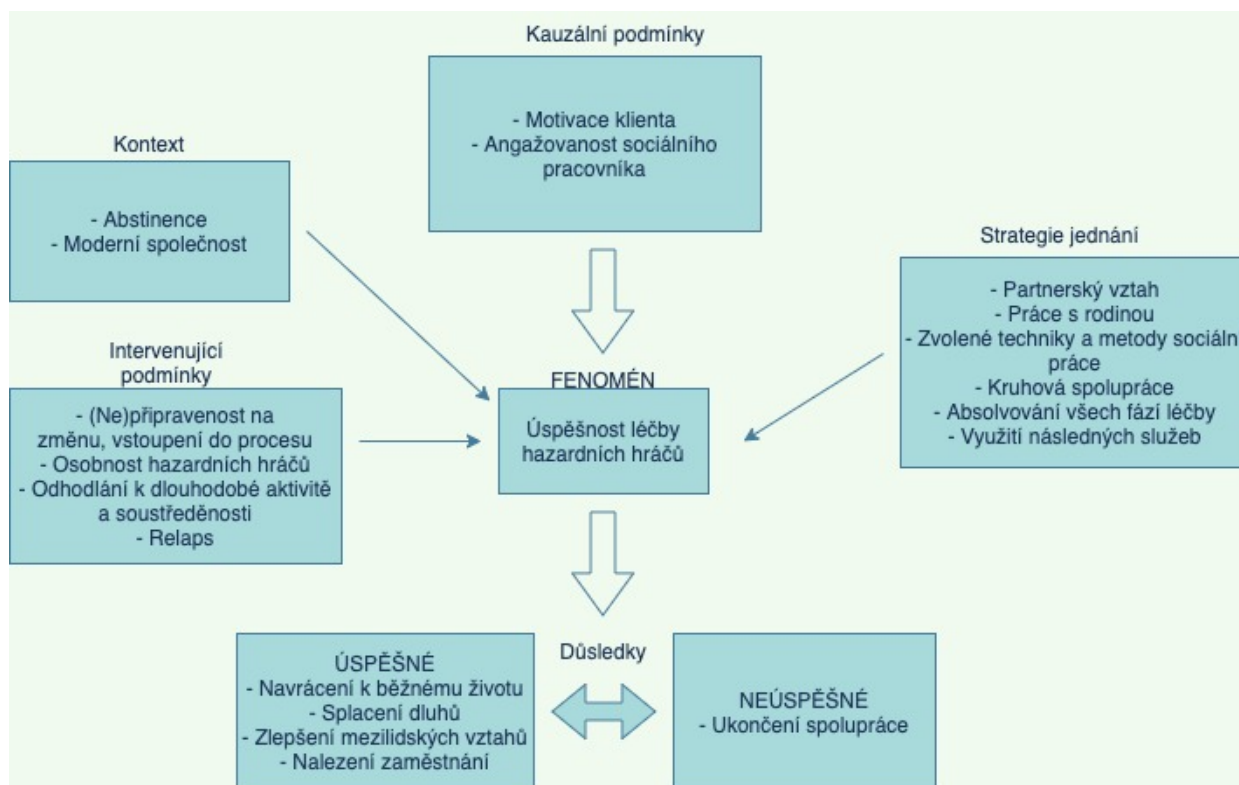 Kauzální podmínky
- Motivace klienta
- Angažovanost sociálního
pracovníka
Kontext
- Abstinence
- Moderní společnost
Strategie jednání
- Partnerský vztah
- Práce s rodinou
- Zvolené techniky a metody sociáln
práce
- Kruhová spolupráce
- Absolvování všech fází léčby
- Využití následných služeb
Intervenující
podmínky
- (Ne)připravenost na
změnu, vstoupení do procesu
- Osobnost hazardních hráčů
- Odhodlání k dlouhodobé aktivitě
a soustředěnosti
- Relaps
FENOMÉN
Úspěšnost léčby
hazardních hráčů
Důsledky
ÚSPĚŠNÉ
- Navrácení k běžnému životu
- Splacení dluhů
- Zlepšení mezilidských vztahů
- Nalezení zaměstnání
NEÚSPĚŠNÉ
- Ukončení spolupráce